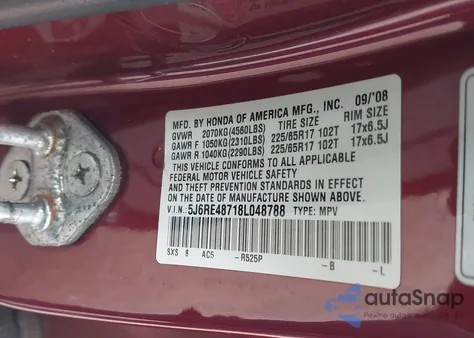 MFD. BY HONDA OF AMERICA MFG., INC. 09/'08
GVWR 2070KG(4560LBS) TIRE SIZE RIM SIZE
GAWR F 1050KG(2310LBS) 225/65R17 102T 17x6.5J
GAWR R 1040KG(2290LBS) 225/65R17 102T 17x6.5J
THIS VEHICLE CONFORMS TO ALL APPLICABLE
FEDERAL MOTOR VEHICLE SAFETY
AND THEFT PREVENTION STANDARDS IN EFFECT
ON THE DATE OF MANUFACTURE SHOWN ABOVE.
V.I.N: 5J6RE48718L048788 TYPE: MPV
SXS 8 AC5 -R525P -B -L
autoSnap